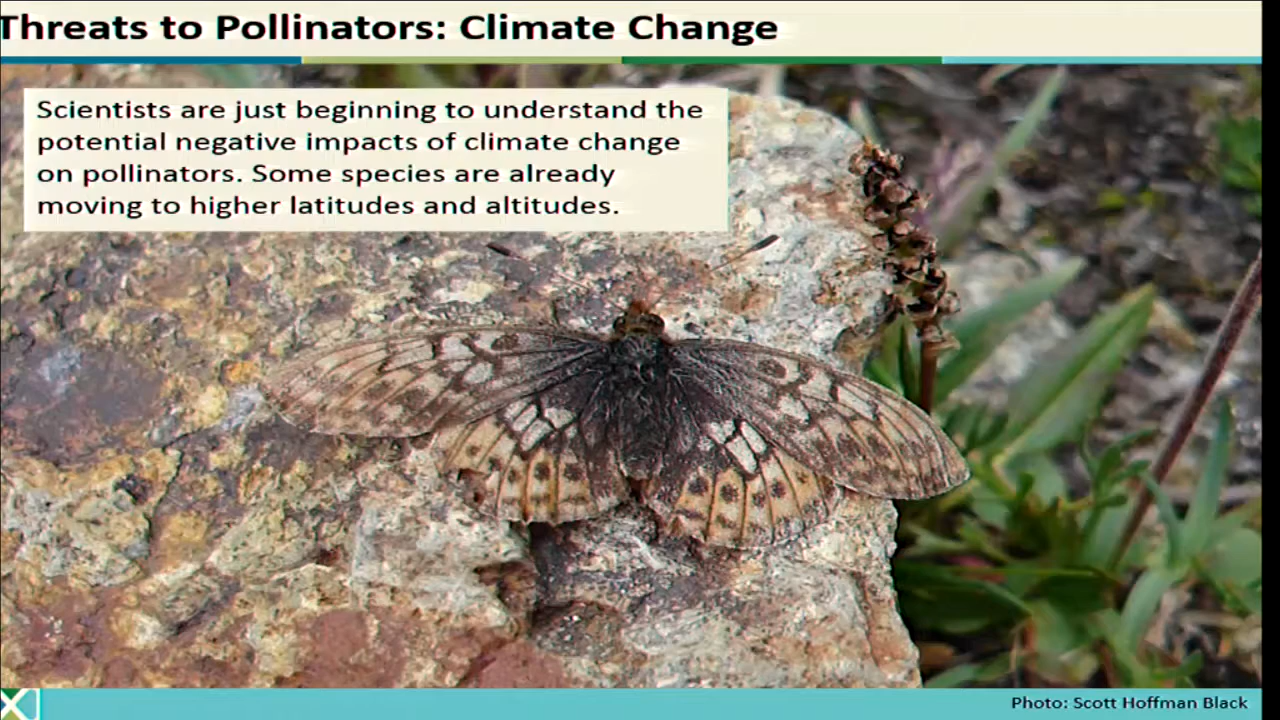 Threats to Pollinators: Climate Change
Scientists are just beginning to understand the
potential negative impacts of climate change
on pollinators. Some species are already
moving to higher latitudes and altitudes.
Photo: Scott Hoffman Black